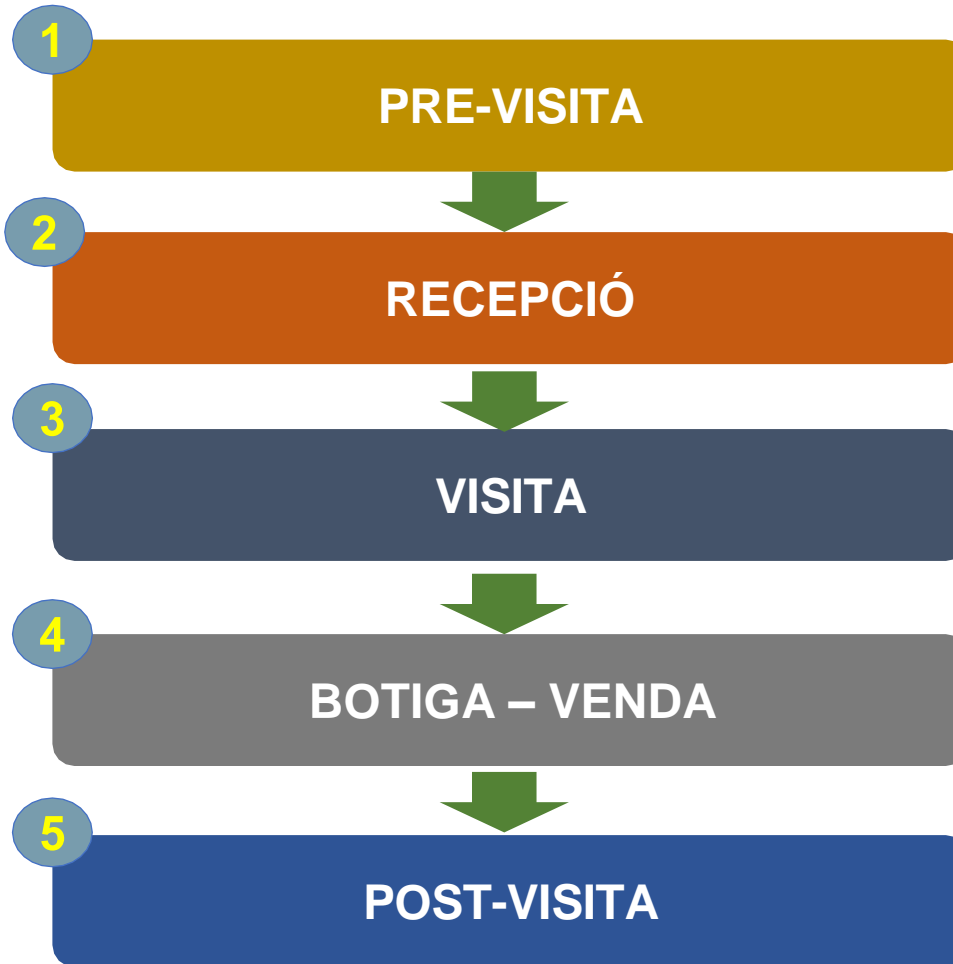 1
PRE-VISITA
2
RECEPCIÓ
3
VISITA
4
BOTIGA – VENDA
5
POST-VISITA